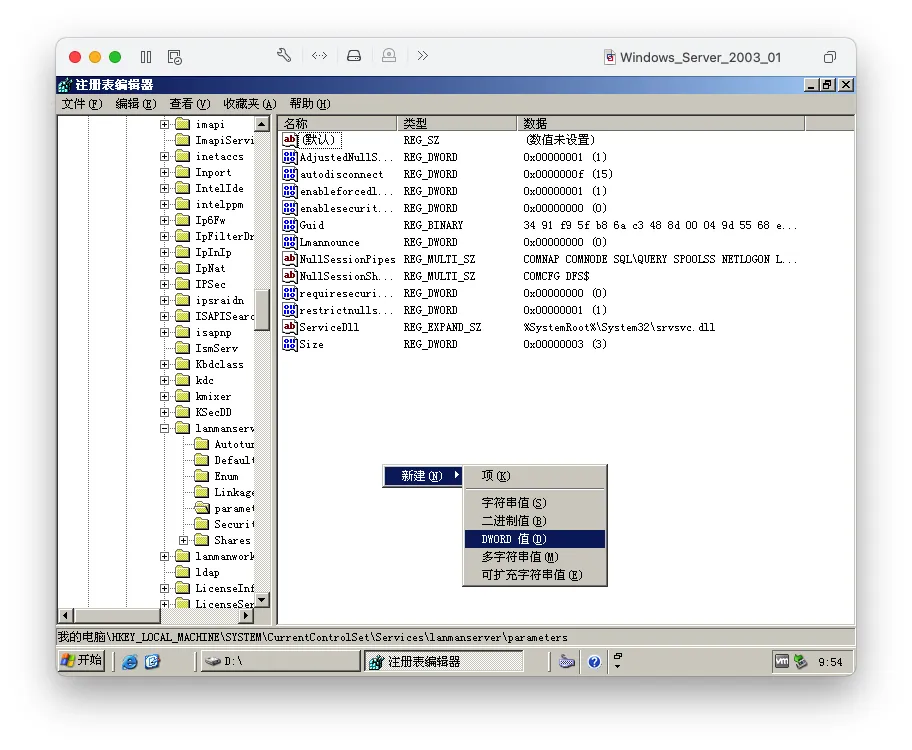 Windows_Server_2003_01
注册表编辑器
文件(F) 编辑(E) 查看(V) 收藏夹(A) 帮助(H)
imapi
ImapiServi
inetaccs
Inport
IntelIde
intelppm
Ip6Fw
IpFilterDr
IpInIp
IpNat
IPSec
ipsraidn
ISAPISearc
isapnp
IsmServ
Kbdclass
kdc
kmixer
KSecDD
lanmanserv
Autotun
Default
Enum
Linkage
paramet
Securit
Shares
lanmanwork
ldap
LicenseInf
LicenseSer
名称 类型 数据
(默认) REG_SZ (数值未设置)
AdjustedNullS... REG_DWORD 0x00000001 (1)
autodisconnect REG_DWORD 0x0000000f (15)
enableforcedl... REG_DWORD 0x00000001 (1)
enablesecurit... REG_DWORD 0x00000000 (0)
Guid REG_BINARY 34 91 f9 5f b8 6a c3 48 8d 00 04 9d 55 68 e...
Lmannounce REG_DWORD 0x00000000 (0)
NullSessionPipes REG_MULTI_SZ COMNAP COMNODE SQL\QUERY SPOOLSS NETLOGON L...
NullSessionSh... REG_MULTI_SZ COMCFG DFS$
requiresecuri... REG_DWORD 0x00000000 (0)
restrictnulls... REG_DWORD 0x00000001 (1)
ServiceDll REG_EXPAND_SZ %SystemRoot%\System32\srvsvc.dll
Size REG_DWORD 0x00000003 (3)
新建(N)
项(K)
字符串值(S)
二进制值(B)
DWORD 值(D)
多字符串值(M)
可扩充字符串值(E)
我的电脑\HKEY_LOCAL_MACHINE\SYSTEM\CurrentControlSet\Services\lanmanserver\parameters
开始 D:\ 注册表编辑器 vm 9:54